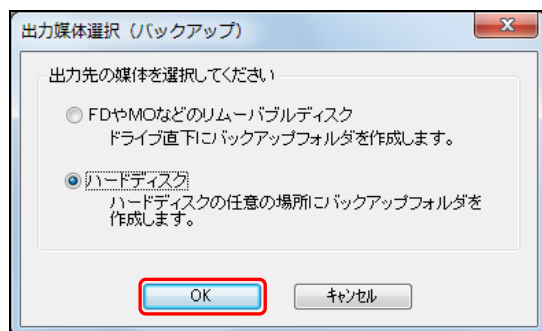 出力媒体選択（バックアップ）
出力先の媒体を選択してください
FDやMOなどのリムーバブルディスク
ドライブ直下にバックアップフォルダを作成します。
ハードディスク
ハードディスクの任意の場所にバックアップフォルダを
作成します。
OK
キャンセル